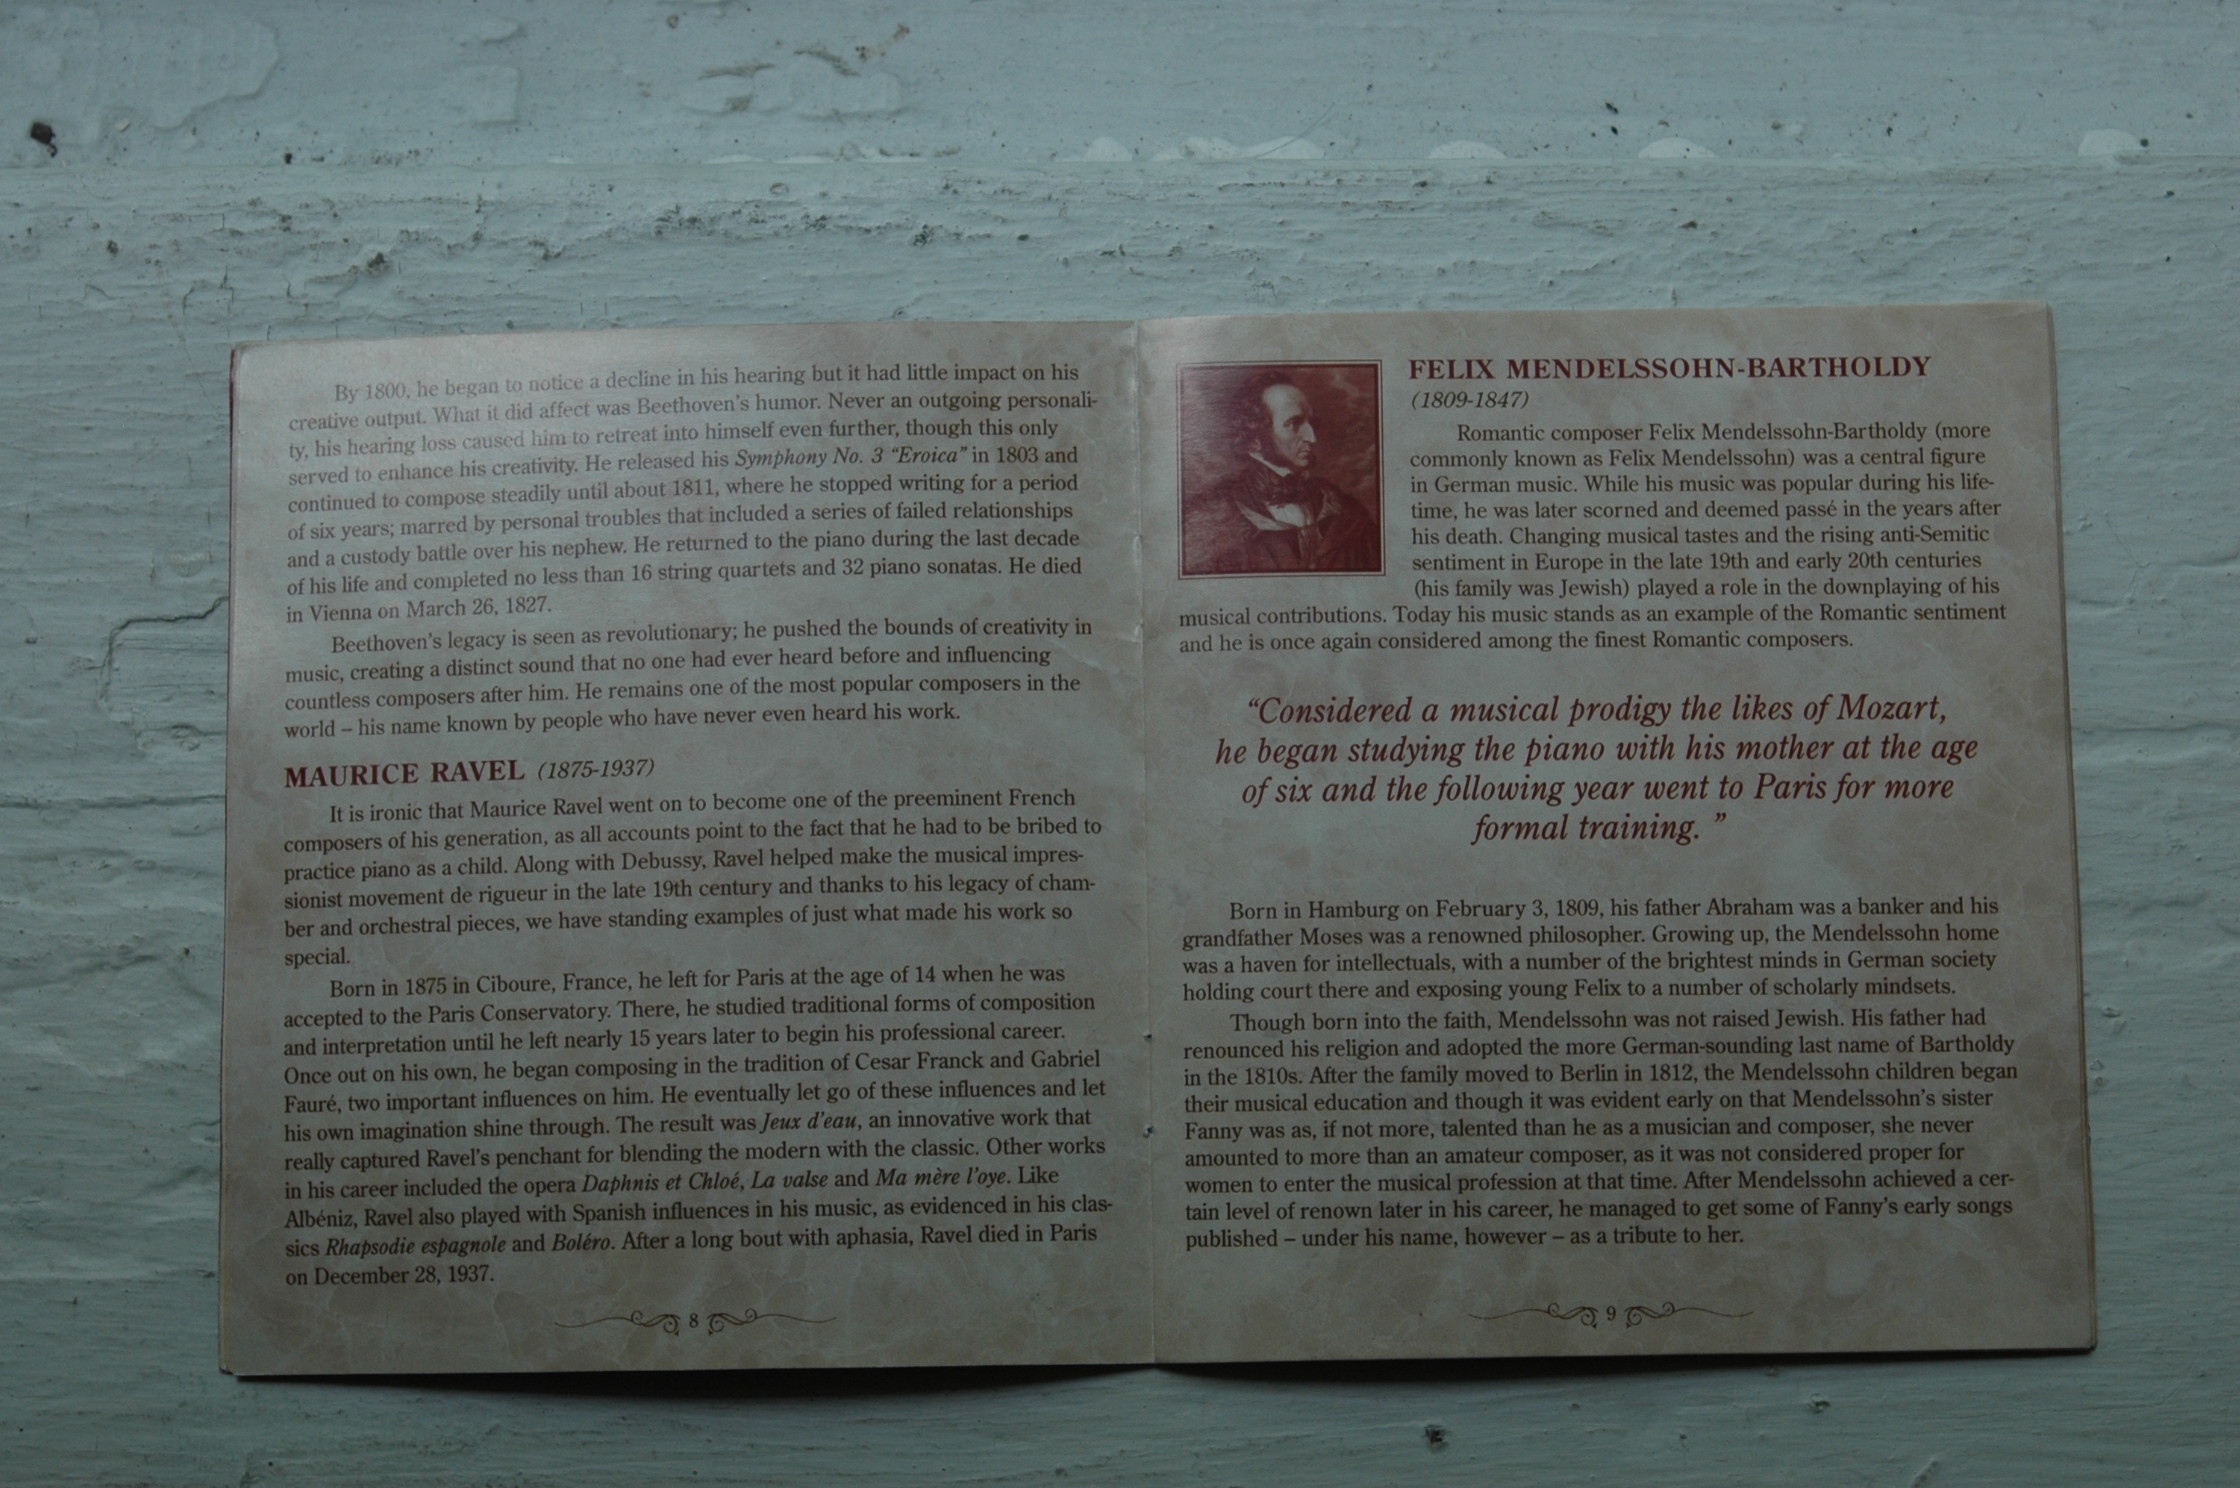 By 1800, he began to notice a decline in his hearing but it had little impact on his
creative output. What it did affect was Beethoven's humor. Never an outgoing personali-
ty, his hearing loss caused him to retreat into himself even further, though this only
served to enhance his creativity. He released his Symphony No. 3 "Eroica" in 1803 and
continued to compose steadily until about 1811, where he stopped writing for a period
of six years; marred by personal troubles that included a series of failed relationships
and a custody battle over his nephew. He returned to the piano during the last decade
of his life and completed no less than 16 string quartets and 32 piano sonatas. He died
in Vienna on March 26, 1827.
Beethoven's legacy is seen as revolutionary; he pushed the bounds of creativity in
music, creating a distinct sound that no one had ever heard before and influencing
countless composers after him. He remains one of the most popular composers in the
world – his name known by people who have never even heard his work.
MAURICE RAVEL (1875-1937)
It is ironic that Maurice Ravel went on to become one of the preeminent French
composers of his generation, as all accounts point to the fact that he had to be bribed to
practice piano as a child. Along with Debussy, Ravel helped make the musical impres-
sionist movement de rigueur in the late 19th century and thanks to his legacy of cham-
ber and orchestral pieces, we have standing examples of just what made his work so
special.
Born in 1875 in Ciboure, France, he left for Paris at the age of 14 when he was
accepted to the Paris Conservatory. There, he studied traditional forms of composition
and interpretation until he left nearly 15 years later to begin his professional career.
Once out on his own, he began composing in the tradition of Cesar Franck and Gabriel
Fauré, two important influences on him. He eventually let go of these influences and let
his own imagination shine through. The result was Jeux d'eau, an innovative work that
really captured Ravel's penchant for blending the modern with the classic. Other works
in his career included the opera Daphnis et Chloé, La valse and Ma mère l'oye. Like
Albéniz, Ravel also played with Spanish influences in his music, as evidenced in his clas-
sics Rhapsodie espagnole and Boléro. After a long bout with aphasia, Ravel died in Paris
on December 28, 1937.
8
FELIX MENDELSSOHN-BARTHOLDY
(1809-1847)
Romantic composer Felix Mendelssohn-Bartholdy (more
commonly known as Felix Mendelssohn) was a central figure
in German music. While his music was popular during his life-
time, he was later scorned and deemed passé in the years after
his death. Changing musical tastes and the rising anti-Semitic
sentiment in Europe in the late 19th and early 20th centuries
(his family was Jewish) played a role in the downplaying of his
musical contributions. Today his music stands as an example of the Romantic sentiment
and he is once again considered among the finest Romantic composers.
"Considered a musical prodigy the likes of Mozart,
he began studying the piano with his mother at the age
of six and the following year went to Paris for more
formal training. "
Born in Hamburg on February 3, 1809, his father Abraham was a banker and his
grandfather Moses was a renowned philosopher. Growing up, the Mendelssohn home
was a haven for intellectuals, with a number of the brightest minds in German society
holding court there and exposing young Felix to a number of scholarly mindsets.
Though born into the faith, Mendelssohn was not raised Jewish. His father had
renounced his religion and adopted the more German-sounding last name of Bartholdy
in the 1810s. After the family moved to Berlin in 1812, the Mendelssohn children began
their musical education and though it was evident early on that Mendelssohn's sister
Fanny was as, if not more, talented than he as a musician and composer, she never
amounted to more than an amateur composer, as it was not considered proper for
women to enter the musical profession at that time. After Mendelssohn achieved a cer-
tain level of renown later in his career, he managed to get some of Fanny's early songs
published – under his name, however – as a tribute to her.
9